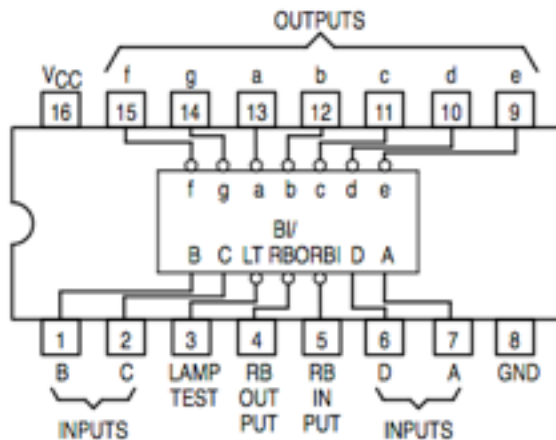 OUTPUTS
VCC f g a b c d e
16 15 14 13 12 11 10 9
f g a b c d e
BI/
B C LT RBORBI D A
1 2 3 4 5 6 7 8
B C LAMP TEST RB OUT PUT RB IN PUT D A GND
INPUTS INPUTS